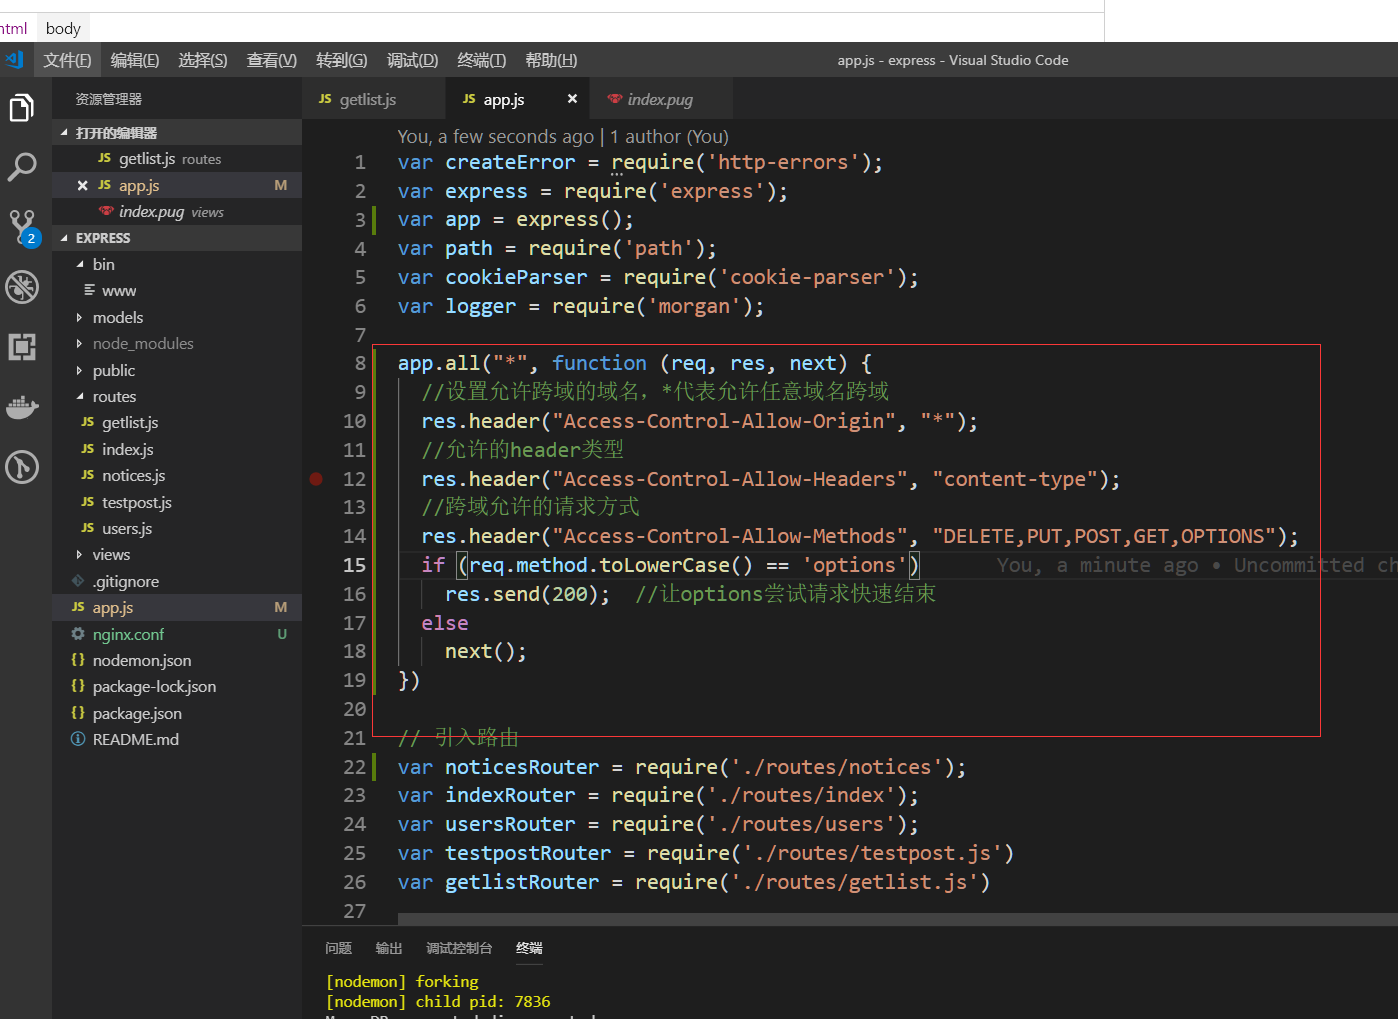 html body
文件(F) 编辑(E) 选择(S) 查看(V) 转到(G) 调试(D) 终端(T) 帮助(H) app.js - express - Visual Studio Code
资源管理器
打开的编辑器
JS getlist.js routes
JS app.js M
index.pug views
2
EXPRESS
bin
www
models
node_modules
public
routes
JS getlist.js
JS index.js
JS notices.js
JS testpost.js
JS users.js
views
.gitignore
JS app.js M
nginx.conf U
{} nodemon.json
{} package-lock.json
{} package.json
README.md
JS getlist.js JS app.js index.pug
You, a few seconds ago | 1 author (You)
1 var createError = require('http-errors');
2 var express = require('express');
3 var app = express();
4 var path = require('path');
5 var cookieParser = require('cookie-parser');
6 var logger = require('morgan');
7
8 app.all("*", function (req, res, next) {
9 //设置允许跨域的域名，*代表允许任意域名跨域
10 res.header("Access-Control-Allow-Origin", "*");
11 //允许的header类型
12 res.header("Access-Control-Allow-Headers", "content-type");
13 //跨域允许的请求方式
14 res.header("Access-Control-Allow-Methods", "DELETE,PUT,POST,GET,OPTIONS");
15 if (req.method.toLowerCase() == 'options') You, a minute ago • Uncommitted ch
16 res.send(200); //让options尝试请求快速结束
17 else
18 next();
19 })
20
21 // 引入路由
22 var noticesRouter = require('./routes/notices');
23 var indexRouter = require('./routes/index');
24 var usersRouter = require('./routes/users');
25 var testpostRouter = require('./routes/testpost.js')
26 var getlistRouter = require('./routes/getlist.js')
27
问题 输出 调试控制台 终端
[nodemon] forking
[nodemon] child pid: 7836